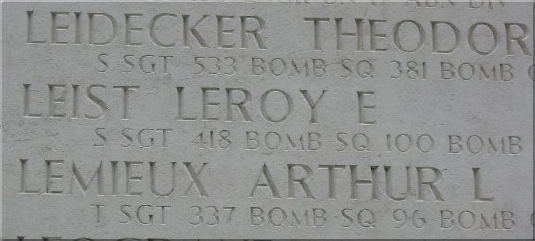 LEIDECKER THEODOR
S SGT 533 BOMB SQ 381 BOMB
LEIST LEROY E
S SGT 418 BOMB SQ 100 BOMB
LEMIEUX ARTHUR L
T SGT 337 BOMB SQ 96 BOMB